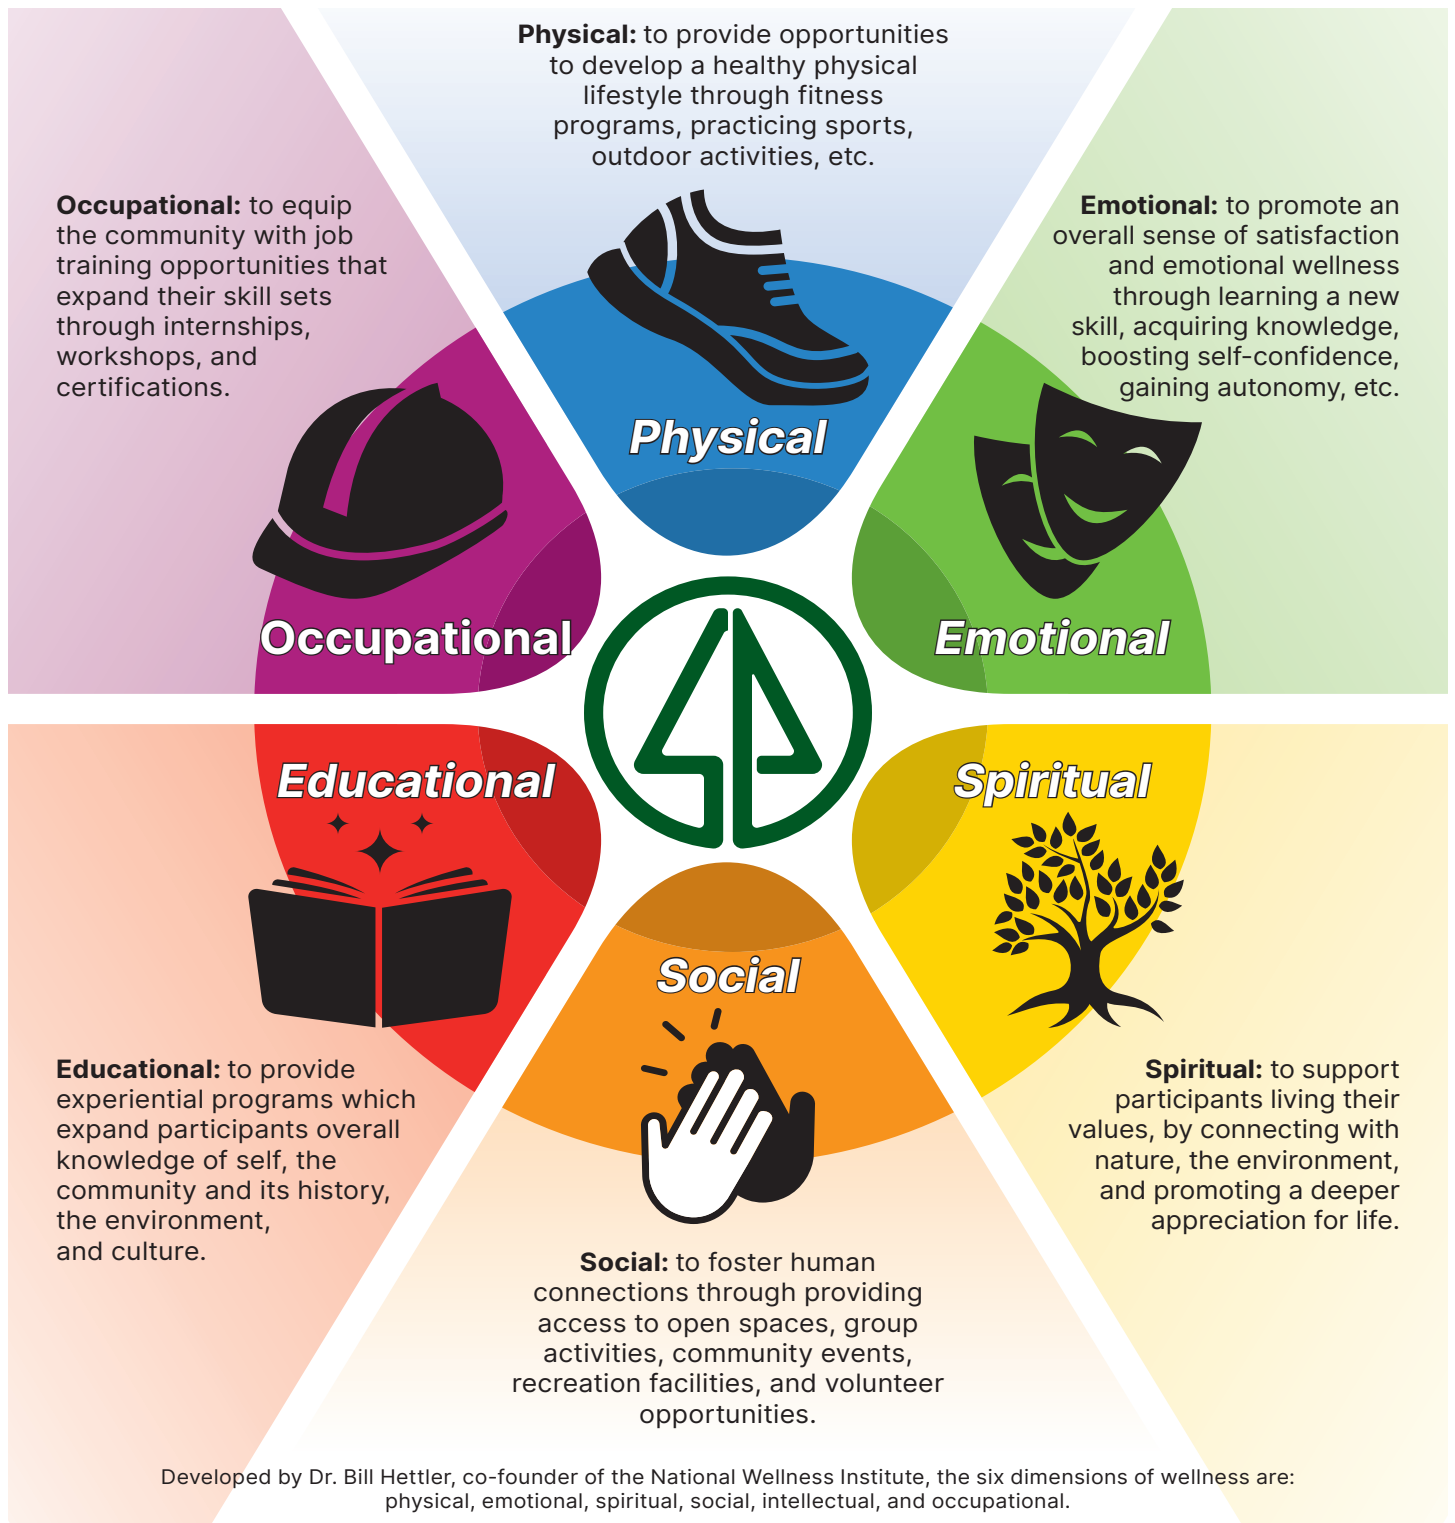 Physical: to provide opportunities
to develop a healthy physical
lifestyle through fitness
programs, practicing sports,
outdoor activities, etc.
Occupational: to equip
the community with job
training opportunities that
expand their skill sets
through internships,
workshops, and
certifications.
Emotional: to promote an
overall sense of satisfaction
and emotional wellness
through learning a new
skill, acquiring knowledge,
boosting self-confidence,
gaining autonomy, etc.
Physical
Occupational
Emotional
Educational
Spiritual
Social
Educational: to provide
experiential programs which
expand participants overall
knowledge of self, the
community and its history,
the environment,
and culture.
Spiritual: to support
participants living their
values, by connecting with
nature, the environment,
and promoting a deeper
appreciation for life.
Social: to foster human
connections through providing
access to open spaces, group
activities, community events,
recreation facilities, and volunteer
opportunities.
Developed by Dr. Bill Hettler, co-founder of the National Wellness Institute, the six dimensions of wellness are:
physical, emotional, spiritual, social, intellectual, and occupational.